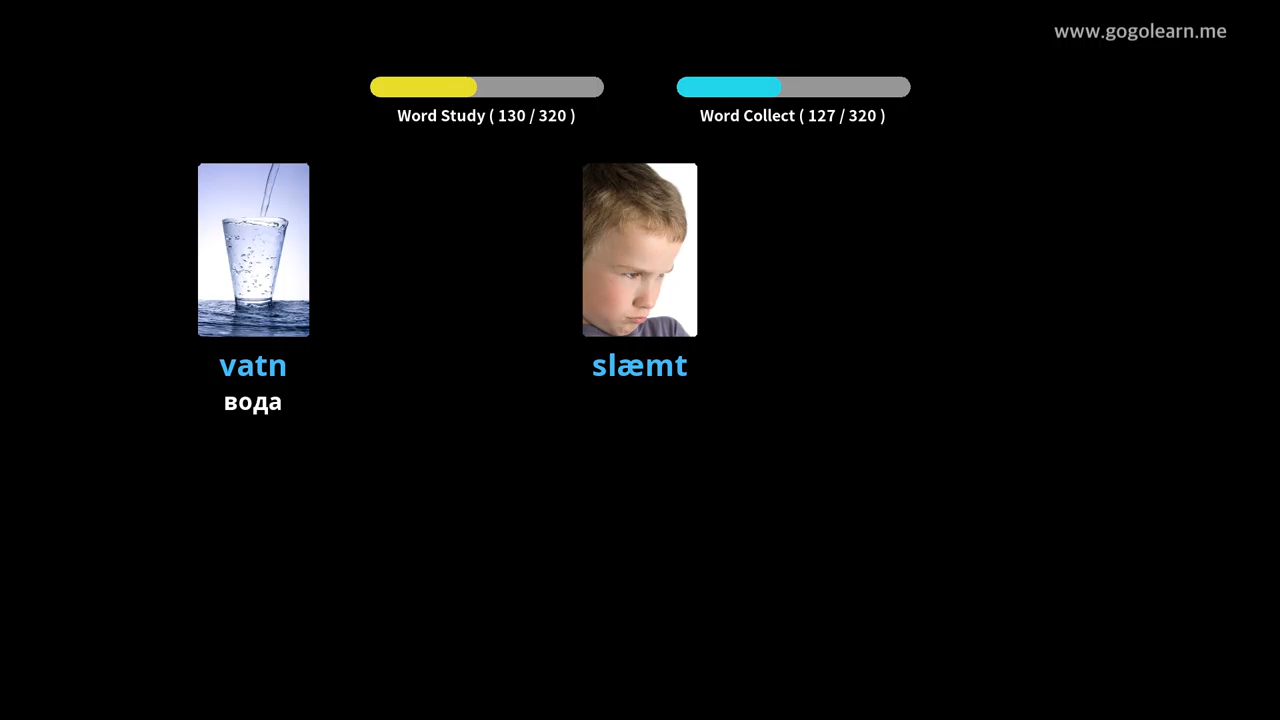 www.gogolearn.me
Word Study ( 130 / 320 )
Word Collect ( 127 / 320 )
vatn
slæmt
вода